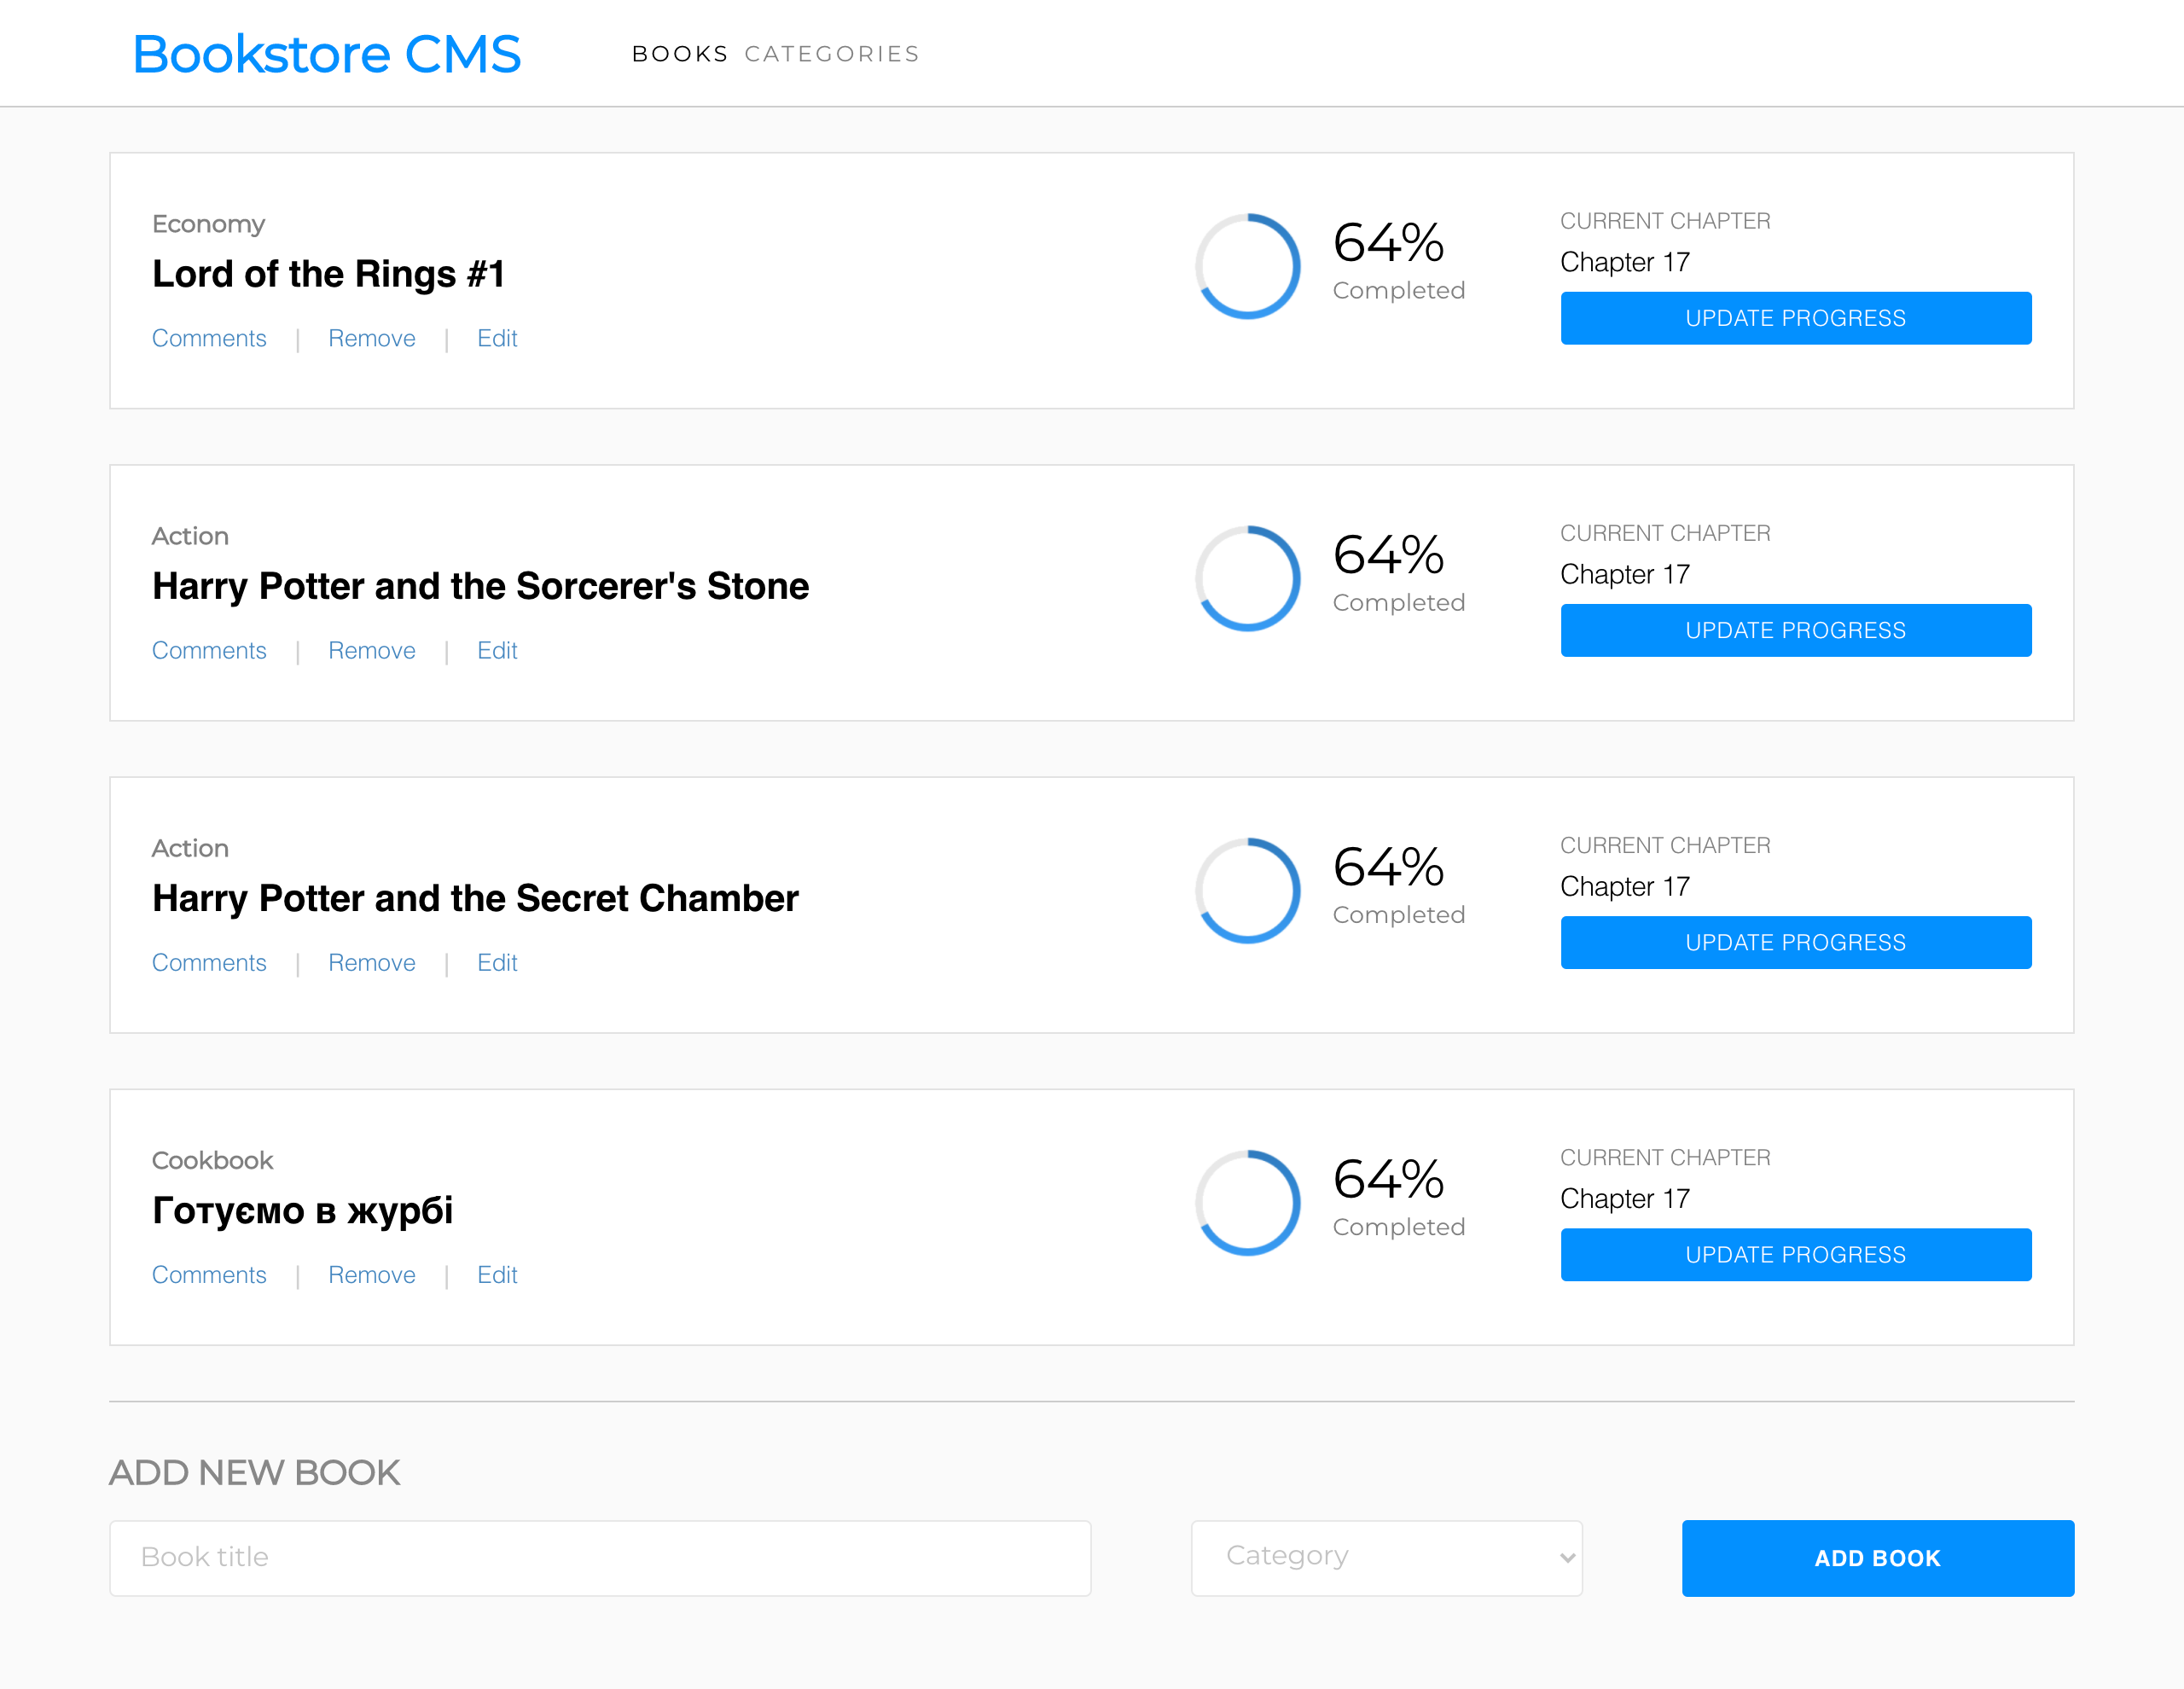 Bookstore CMS
BOOKS CATEGORIES
Economy
Lord of the Rings #1
Comments | Remove | Edit
64%
Completed
CURRENT CHAPTER
Chapter 17
UPDATE PROGRESS
Action
Harry Potter and the Sorcerer's Stone
Comments | Remove | Edit
64%
Completed
CURRENT CHAPTER
Chapter 17
UPDATE PROGRESS
Action
Harry Potter and the Secret Chamber
Comments | Remove | Edit
64%
Completed
CURRENT CHAPTER
Chapter 17
UPDATE PROGRESS
Cookbook
Готуємо в журбі
Comments | Remove | Edit
64%
Completed
CURRENT CHAPTER
Chapter 17
UPDATE PROGRESS
ADD NEW BOOK
Book title
Category
ADD BOOK